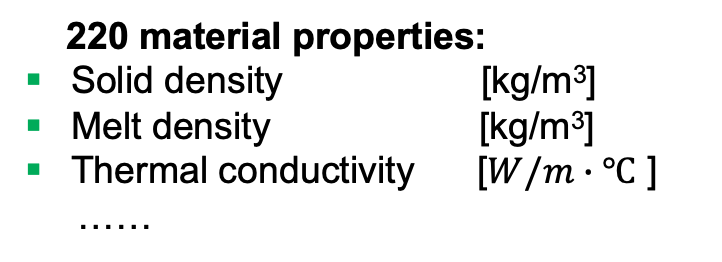 220 material properties:
▪ Solid density [kg/m³]
▪ Melt density [kg/m³]
▪ Thermal conductivity [W/m · °C ]
......